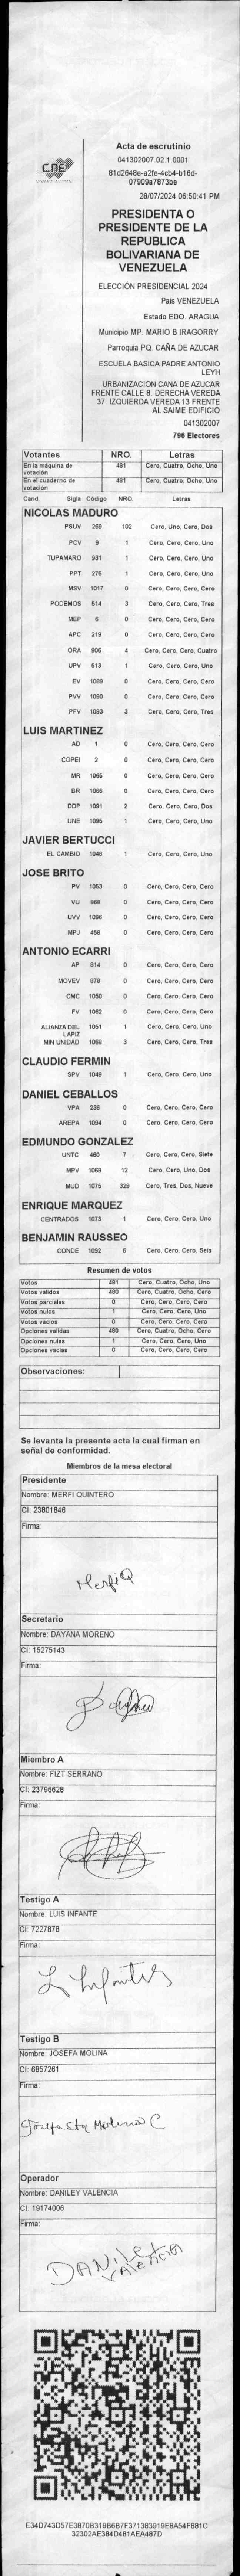 CNE
Acta de escrutinio
041302007.02.1.0001
81d2648e-a2fe-4cb4-b16d-
07909a7873be
28/07/2024 06:50:41 PM
PRESIDENTA O
PRESIDENTE DE LA
REPUBLICA
BOLIVARIANA DE
VENEZUELA
ELECCIÓN PRESIDENCIAL 2024
País VENEZUELA
Estado EDO. ARAGUA
Municipio MP. MARIO B IRAGORRY
Parroquia PQ. CAÑA DE AZUCAR
ESCUELA BASICA PADRE ANTONIO
LEYH
URBANIZACION CANA DE AZUCAR
FRENTE CALLE 8. DERECHA VEREDA
37. IZQUIERDA VEREDA 13 FRENTE
AL SAIME EDIFICIO
041302007
796 Electores
Votantes NRO. Letras
En la máquina de votación 481 Cero, Cuatro, Ocho, Uno
En el cuaderno de votación 481 Cero, Cuatro, Ocho, Uno
Cand. Sigla Código NRO. Letras
NICOLAS MADURO
PSUV 269 102 Cero, Uno, Cero, Dos
PCV 9 1 Cero, Cero, Cero, Uno
TUPAMARO 931 1 Cero, Cero, Cero, Uno
PPT 276 1 Cero, Cero, Cero, Uno
MSV 1017 0 Cero, Cero, Cero, Cero
PODEMOS 514 3 Cero, Cero, Cero, Tres
MEP 6 0 Cero, Cero, Cero, Cero
APC 219 0 Cero, Cero, Cero, Cero
ORA 906 4 Cero, Cero, Cero, Cuatro
UPV 513 1 Cero, Cero, Cero, Uno
EV 1089 0 Cero, Cero, Cero, Cero
PVV 1090 0 Cero, Cero, Cero, Cero
PFV 1093 3 Cero, Cero, Cero, Tres
LUIS MARTINEZ
AD 1 0 Cero, Cero, Cero, Cero
COPEI 2 0 Cero, Cero, Cero, Cero
MR 1065 0 Cero, Cero, Cero, Cero
BR 1066 0 Cero, Cero, Cero, Cero
DDP 1091 2 Cero, Cero, Cero, Dos
UNE 1095 1 Cero, Cero, Cero, Uno
JAVIER BERTUCCI
EL CAMBIO 1048 1 Cero, Cero, Cero, Uno
JOSE BRITO
PV 1053 0 Cero, Cero, Cero, Cero
VU 968 0 Cero, Cero, Cero, Cero
UVV 1096 0 Cero, Cero, Cero, Cero
MPJ 458 0 Cero, Cero, Cero, Cero
ANTONIO ECARRI
AP 814 0 Cero, Cero, Cero, Cero
MOVEV 978 0 Cero, Cero, Cero, Cero
CMC 1050 0 Cero, Cero, Cero, Cero
FV 1062 0 Cero, Cero, Cero, Cero
ALIANZA DEL LAPIZ 1051 1 Cero, Cero, Cero, Uno
MIN UNIDAD 1068 3 Cero, Cero, Cero, Tres
CLAUDIO FERMIN
SPV 1049 1 Cero, Cero, Cero, Uno
DANIEL CEBALLOS
VPA 236 0 Cero, Cero, Cero, Cero
AREPA 1094 0 Cero, Cero, Cero, Cero
EDMUNDO GONZALEZ
UNTC 460 7 Cero, Cero, Cero, Siete
MPV 1069 12 Cero, Cero, Uno, Dos
MUD 1075 329 Cero, Tres, Dos, Nueve
ENRIQUE MARQUEZ
CENTRADOS 1073 1 Cero, Cero, Cero, Uno
BENJAMIN RAUSSEO
CONDE 1092 6 Cero, Cero, Cero, Seis
Resumen de votos
Votos 481 Cero, Cuatro, Ocho, Uno
Votos validos 480 Cero, Cuatro, Ocho, Cero
Votos parciales 0 Cero, Cero, Cero, Cero
Votos nulos 1 Cero, Cero, Cero, Uno
Votos vacios 0 Cero, Cero, Cero, Cero
Opciones validas 480 Cero, Cuatro, Ocho, Cero
Opciones nulas 1 Cero, Cero, Cero, Uno
Opciones vacias 0 Cero, Cero, Cero, Cero
Observaciones:
Se levanta la presente acta la cual firman en
señal de conformidad.
Miembros de la mesa electoral
Presidente
Nombre: MERFI QUINTERO
CI: 23801846
Firma:
Merfi Q
Secretario
Nombre: DAYANA MORENO
CI: 15275143
Firma:
Miembro A
Nombre: FIZT SERRANO
CI: 23796628
Firma:
Testigo A
Nombre: LUIS INFANTE
CI: 7227878
Firma:
Testigo B
Nombre: JOSEFA MOLINA
CI: 6857261
Firma:
Operador
Nombre: DANILEY VALENCIA
CI: 19174006
Firma:
DANILEY
VALENCIA
E34D743D57E3870B319B6B7F371383919E8A54F881C
32302AE384D481AEA487D